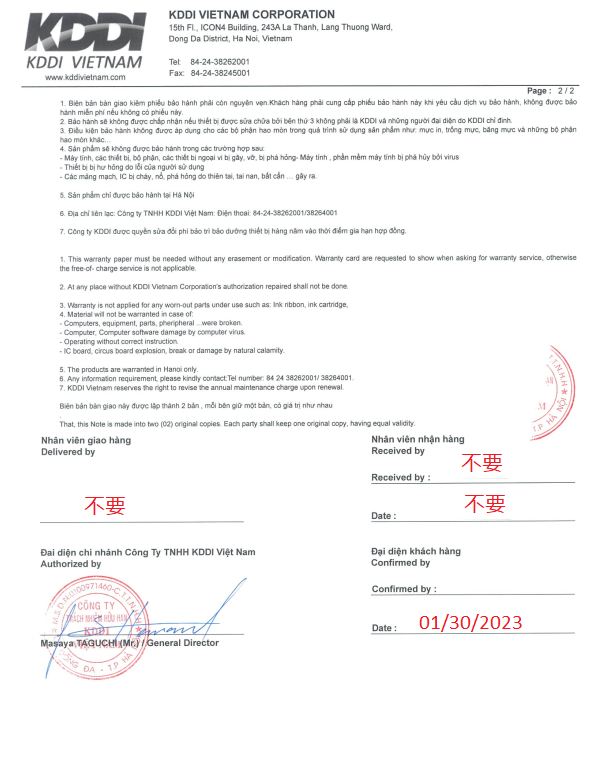 KDDI VIETNAM CORPORATION
15th Fl., ICON4 Building, 243A La Thanh, Lang Thuong Ward,
Dong Da District, Ha Noi, Vietnam
KDDI
KDDI VIETNAM
www.kddivietnam.com
Tel: 84-24-38262001
Fax: 84-24-38245001
Page : 2 / 2
1. Biên bản bàn giao kiêm phiếu bảo hành phải còn nguyên vẹn.Khách hàng phải cung cấp phiếu bảo hành này khi yêu cầu dịch vụ bảo hành, không được bảo
hành miễn phí nếu không có phiếu này.
2. Bảo hành sẽ không được chấp nhận nếu thiết bị được sửa chữa bởi bên thứ 3 không phải là KDDI và những người đại diện do KDDI chỉ định.
3. Điều kiện bảo hành không được áp dụng cho các bộ phận hao mòn trong quá trình sử dụng sản phẩm như: mực in, trống mực, băng mực và những bộ phận
hao mòn khác...
4. Sản phẩm sẽ không được bảo hành trong các trường hợp sau:
- Máy tính, các thiết bị, bộ phận, các thiết bị ngoại vi bị gãy, vỡ, bị phá hỏng- Máy tính , phần mềm máy tính bị phá hủy bởi virus
- Thiết bị bị hư hỏng do lỗi của người sử dụng
- Các mảng mạch, IC bị cháy, nổ, phá hỏng do thiên tai, tai nan, bất cẩn … gây ra.
5. Sản phẩm chỉ được bảo hành tại Hà Nội
6. Địa chỉ liên lạc: Công ty TNHH KDDI Việt Nam. Điện thoại: 84-24-38262001/38264001
7. Công ty KDDI được quyền sửa đổi phí bảo trì bảo dưỡng thiết bị hàng năm vào thời điểm gia hạn hợp đồng.
1. This warranty paper must be needed without any erasement or modification. Warranty card are requested to show when asking for warranty service, otherwise
the free-of- charge service is not applicable.
2. At any place without KDDI Vietnam Corporation's authorization repaired shall not be done.
3. Warranty is not applied for any worn-out parts under use such as: Ink ribbon, ink cartridge,
4. Material will not be warranted in case of:
- Computers, equipment, parts, pheripheral ...were broken.
- Computer, Computer software damage by computer virus.
- Operating without correct instruction.
- IC board, circus board explosion, break or damage by natural calamity.
5. The products are warranted in Hanoi only.
6. Any information requirement, please kindly contact:Tel number: 84 24 38262001/ 38264001.
7. KDDI Vietnam reserves the right to revise the annual maintenance charge upon renewal.
Biên bản bàn giao này được lập thành 2 bản , mỗi bên giữ một bản, có giá trị như nhau
.
That, this Note is made into two (02) original copies. Each party shall keep one original copy, having equal validity.
T.T.N.H.H
T.P HÀ NỘI
Nhân viên giao hàng
Delivered by
不要
Nhân viên nhận hàng
Received by
不要
Received by :
不要
Date :
Đai diện chi nhánh Công Ty TNHH KDDI Việt Nam
Authorized by
Đại diện khách hàng
Confirmed by
Confirmed by :
M.S.D.N:0100971460-C.T.T.N.H.H
CÔNG TY
TRÁCH NHIỆM HỮU HẠN
KDDI
ĐỐNG ĐA - T.P HÀ NỘI
Masaya TAGUCHI (Mr.) / General Director
Date : 01/30/2023